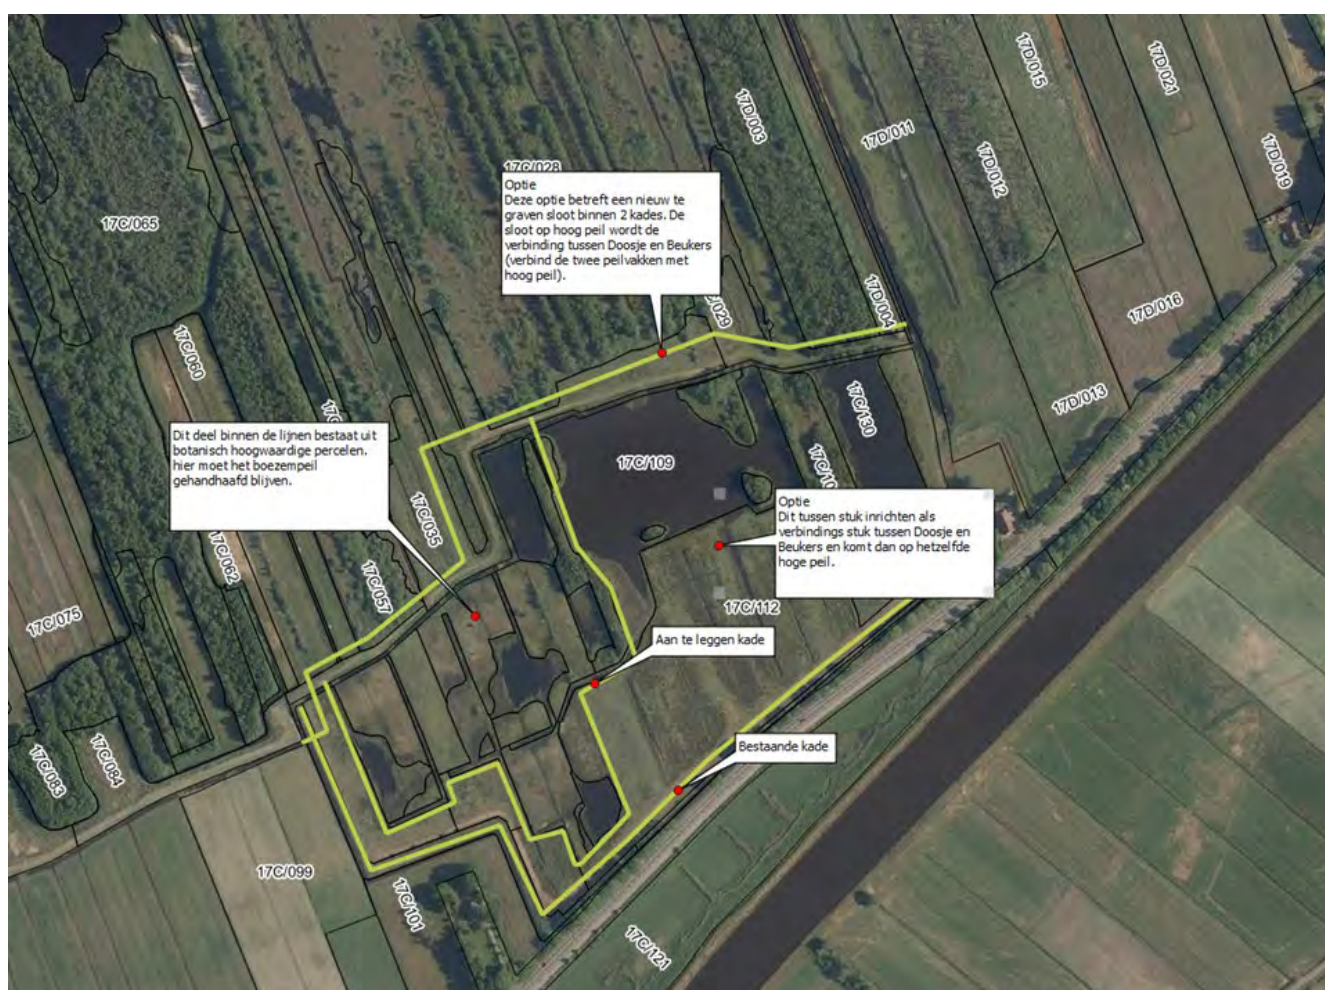 17D/015
17D/021
17D/003
17D/011
17D/012
17D/019
17C/028
Optie
Deze optie betreft een nieuw te
graven sloot binnen 2 kades. De
sloot op hoog peil wordt de
verbinding tussen Doosje en Beukers
(verbind de twee peilvakken met
hoog peil).
17C/065
17D/004
17D/016
17C/060
17D/013
17C/130
Dit deel binnen de lijnen bestaat uit
botanisch hoogwaardige percelen.
hier moet het boezempeil
gehandhaafd blijven.
17C/109
Optie
Dit tussen stuk inrichten als
verbindings stuk tussen Doosje en
Beukers en komt dan op hetzelfde
hoge peil.
17C/035
17C/062
17C/057
17C/112
17C/075
Aan te leggen kade
Bestaande kade
17C/083
17C/084
17C/099
17C/101
17C/121